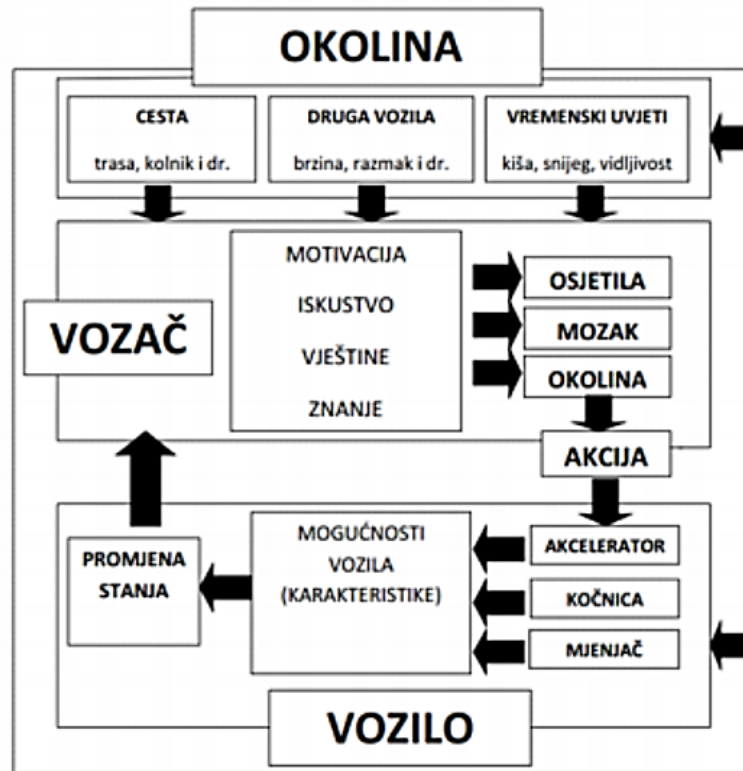 OKOLINA
CESTA
trasa, kolnik i dr.
DRUGA VOZILA
brzina, razmak i dr.
VREMENSKI UVJETI
kiša, snijeg, vidljivost
VOZAČ
MOTIVACIJA
ISKUSTVO
VJEŠTINE
ZNANJE
OSJETILA
MOZAK
OKOLINA
AKCIJA
PROMJENA
STANJA
MOGUĆNOSTI
VOZILA
(KARAKTERISTIKE)
AKCELERATOR
KOČNICA
MJENJAČ
VOZILO